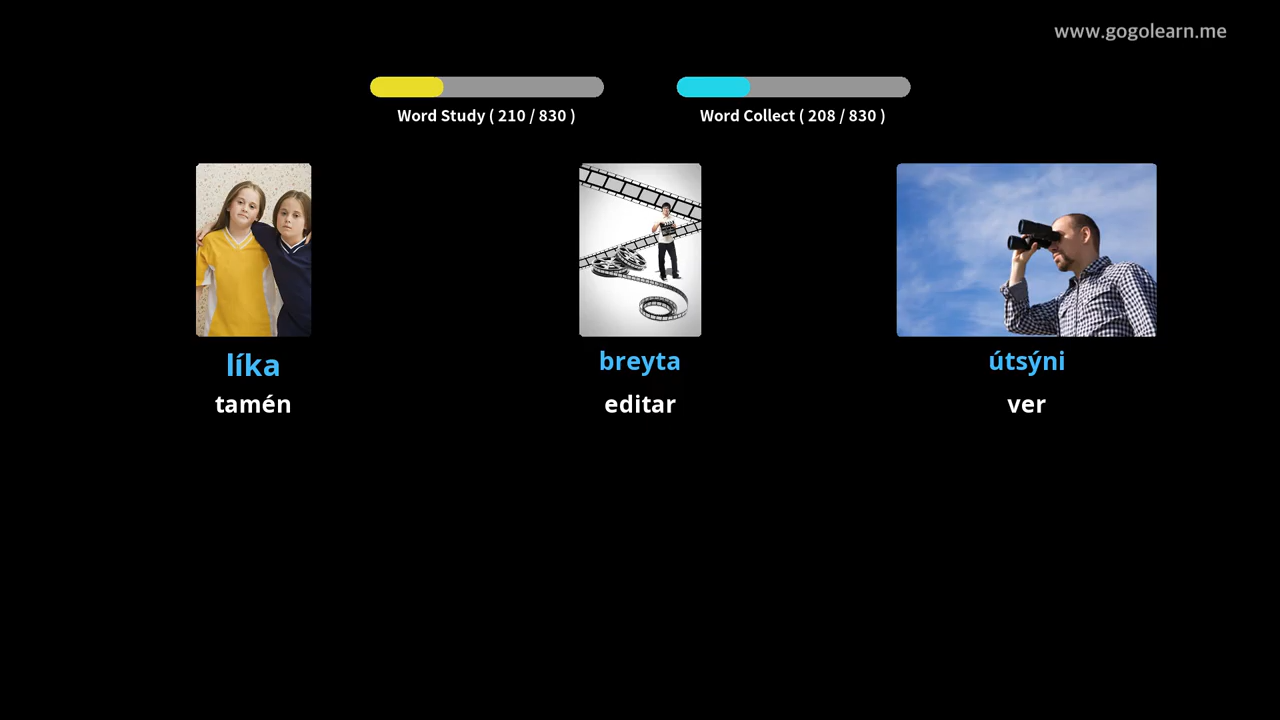 www.gogolearn.me
Word Study ( 210 / 830 )
Word Collect ( 208 / 830 )
líka
breyta
útsýni
tamén
editar
ver